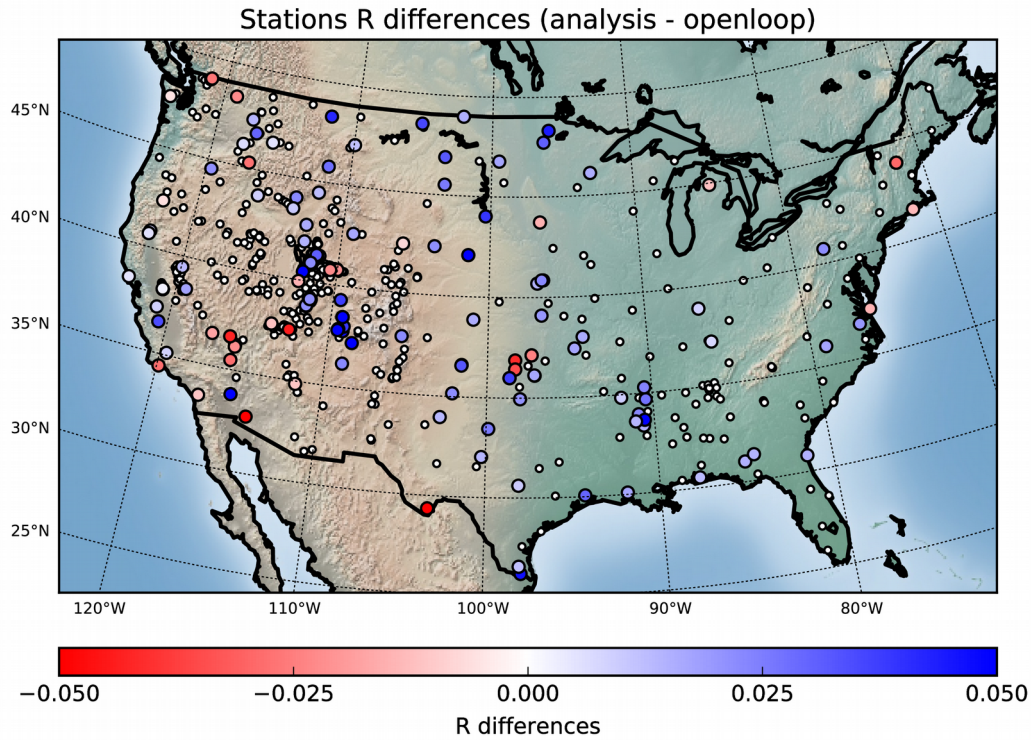 Stations R differences (analysis - openloop)
45°N
40°N
35°N
30°N
25°N
120°W 110°W 100°W 90°W 80°W
−0.050 −0.025 0.000 0.025 0.050
R differences